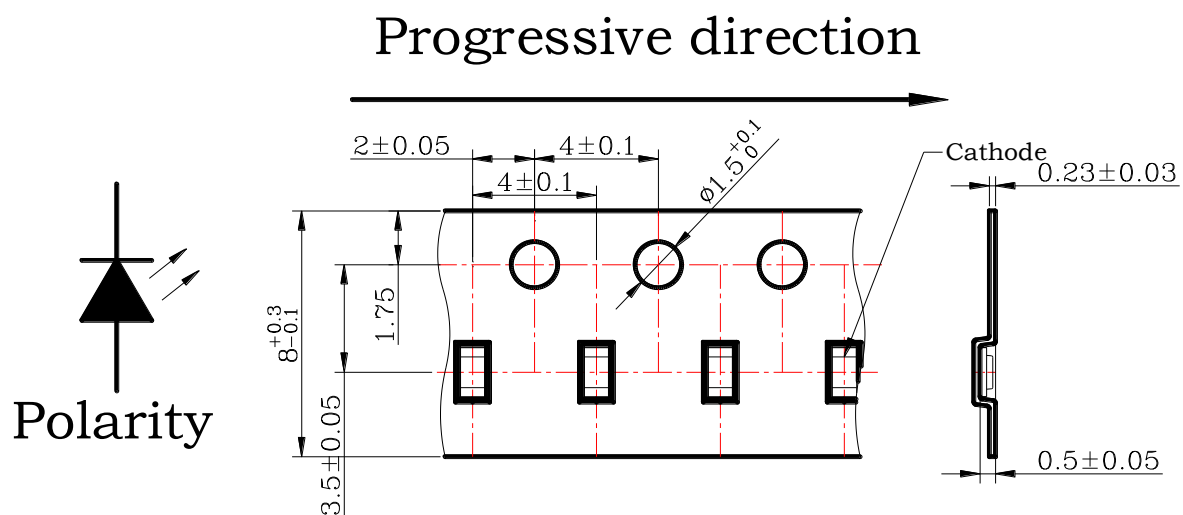 Progressive direction
2±0.05
4±0.1
ø1.5 +0.1 0
4±0.1
Cathode
0.23±0.03
1.75
8 +0.3 -0.1
3.5±0.05
Polarity
0.5±0.05